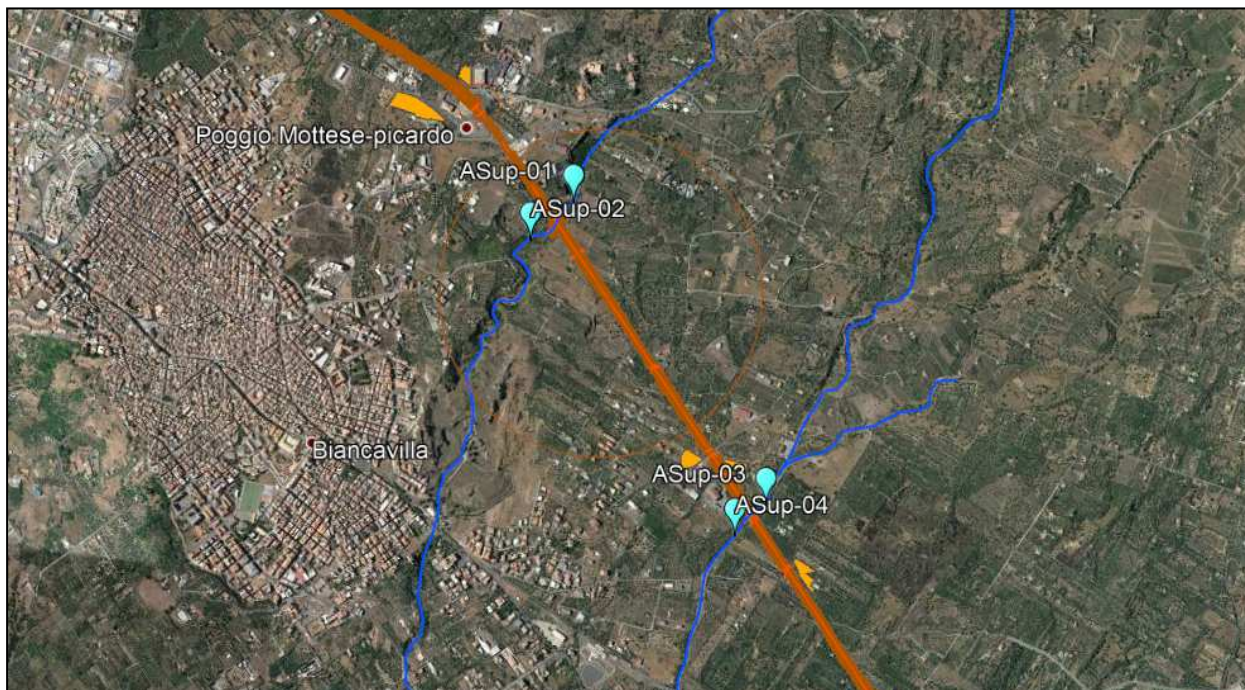 Poggio Mottese-picardo
ASup-01
ASup-02
Biancavilla
ASup-03
ASup-04